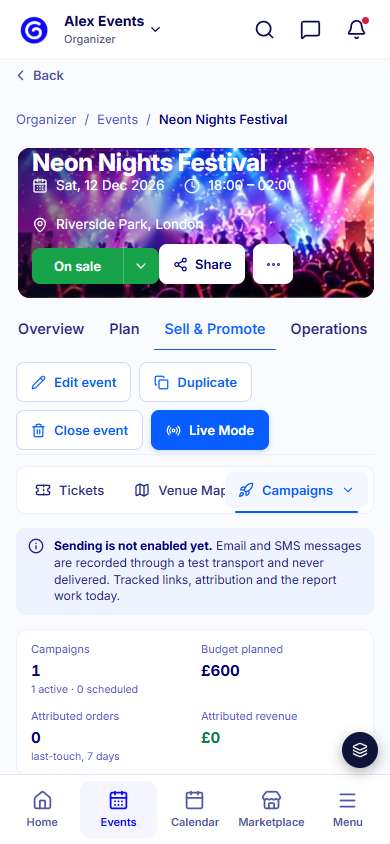 Alex Events
Organizer
Back
Organizer / Events / Neon Nights Festival
Neon Nights Festival
Sat, 12 Dec 2026 18:00 – 02:00
Riverside Park, London
On sale Share
Overview Plan Sell & Promote Operations
Edit event Duplicate
Close event Live Mode
Tickets Venue Map Campaigns
Sending is not enabled yet. Email and SMS messages
are recorded through a test transport and never
delivered. Tracked links, attribution and the report
work today.
Campaigns Budget planned
1 £600
1 active · 0 scheduled
Attributed orders Attributed revenue
0 £0
last-touch, 7 days
Home Events Calendar Marketplace Menu